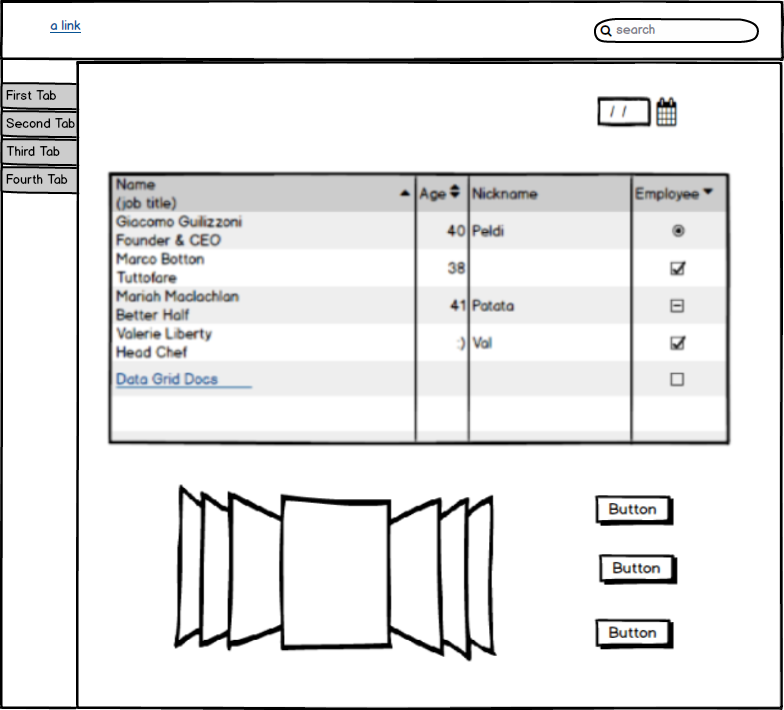 a link
search
First Tab
Second Tab
Third Tab
Fourth Tab
/ /
Name
(job title)
Age
Nickname
Employee
Giacomo Guilizzoni
Founder & CEO
40
Peldi
Marco Botton
Tuttofare
38
Mariah Maclachlan
Better Half
41
Patata
Valerie Liberty
Head Chef
:)
Val
Data Grid Docs
Button
Button
Button